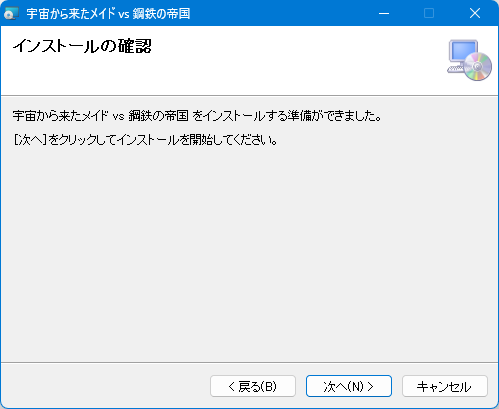 宇宙から来たメイド vs 鋼鉄の帝国
インストールの確認
宇宙から来たメイド vs 鋼鉄の帝国 をインストールする準備ができました。
[次へ]をクリックしてインストールを開始してください。
< 戻る(B)
次へ(N) >
キャンセル